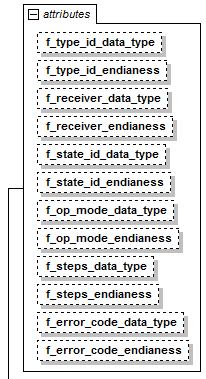 attributes
f_type_id_data_type
f_type_id_endianess
f_receiver_data_type
f_receiver_endianess
f_state_id_data_type
f_state_id_endianess
f_op_mode_data_type
f_op_mode_endianess
f_steps_data_type
f_steps_endianess
f_error_code_data_type
f_error_code_endianess